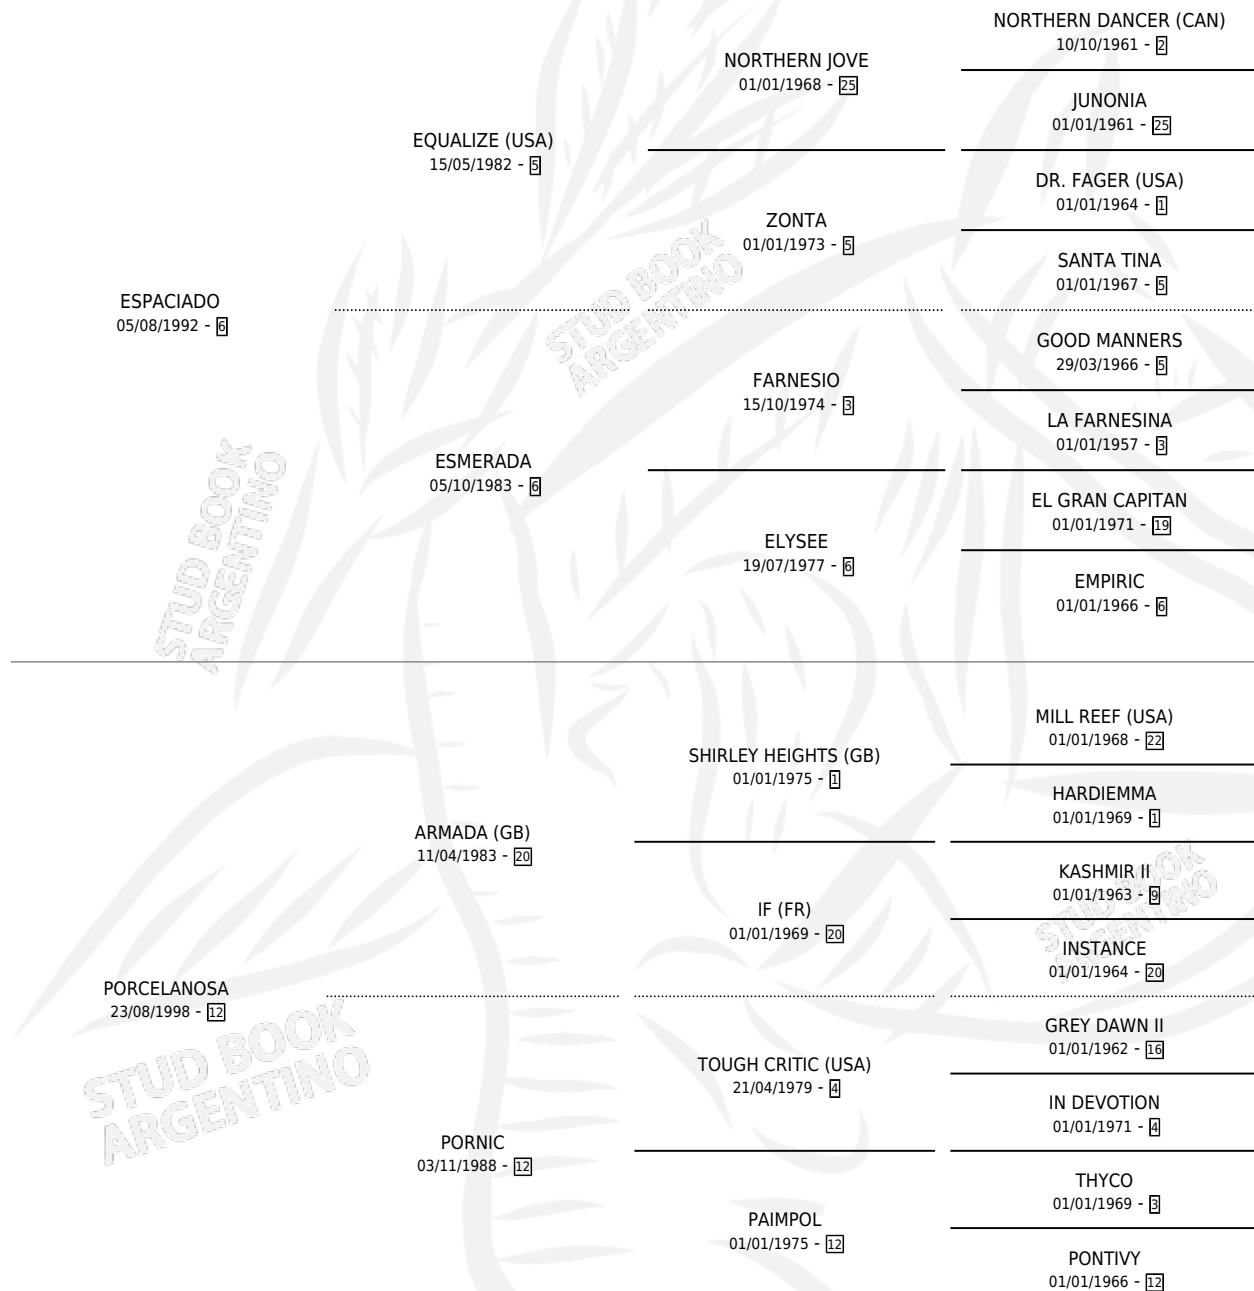 NORTHERN DANCER (CAN)
10/10/1961 - 2
NORTHERN JOVE
01/01/1968 - 25
JUNONIA
01/01/1961 - 25
EQUALIZE (USA)
15/05/1982 - 5
DR. FAGER (USA)
01/01/1964 - 1
ZONTA
01/01/1973 - 5
SANTA TINA
01/01/1967 - 5
STUD BOOK
ARGENTINO
ESPACIADO
05/08/1992 - 6
GOOD MANNERS
29/03/1966 - 5
FARNESIO
15/10/1974 - 3
LA FARNESINA
01/01/1957 - 3
ESMERADA
05/10/1983 - 6
EL GRAN CAPITAN
01/01/1971 - 19
ELYSEE
19/07/1977 - 6
EMPIRIC
01/01/1966 - 6
STUD BOOK
ARGENTINO
MILL REEF (USA)
01/01/1968 - 22
SHIRLEY HEIGHTS (GB)
01/01/1975 - 1
HARDIEMMA
01/01/1969 - 1
ARMADA (GB)
11/04/1983 - 20
KASHMIR II
01/01/1963 - 9
IF (FR)
01/01/1969 - 20
STUD BOOK
ARGENTINO
INSTANCE
01/01/1964 - 20
PORCELANOSA
23/08/1998 - 12
GREY DAWN II
01/01/1962 - 16
TOUGH CRITIC (USA)
21/04/1979 - 4
STUD BOOK
ARGENTINO
IN DEVOTION
01/01/1971 - 4
PORNIC
03/11/1988 - 12
THYCO
01/01/1969 - 3
PAIMPOL
01/01/1975 - 12
PONTIVY
01/01/1966 - 12